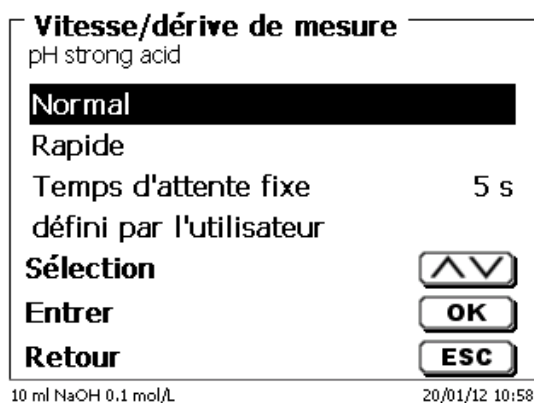 Vitesse/dérive de mesure
pH strong acid
Normal
Rapide
Temps d'attente fixe 5 s
défini par l'utilisateur
Sélection
Entrer OK
Retour ESC
10 ml NaOH 0.1 mol/L 20/01/12 10:58